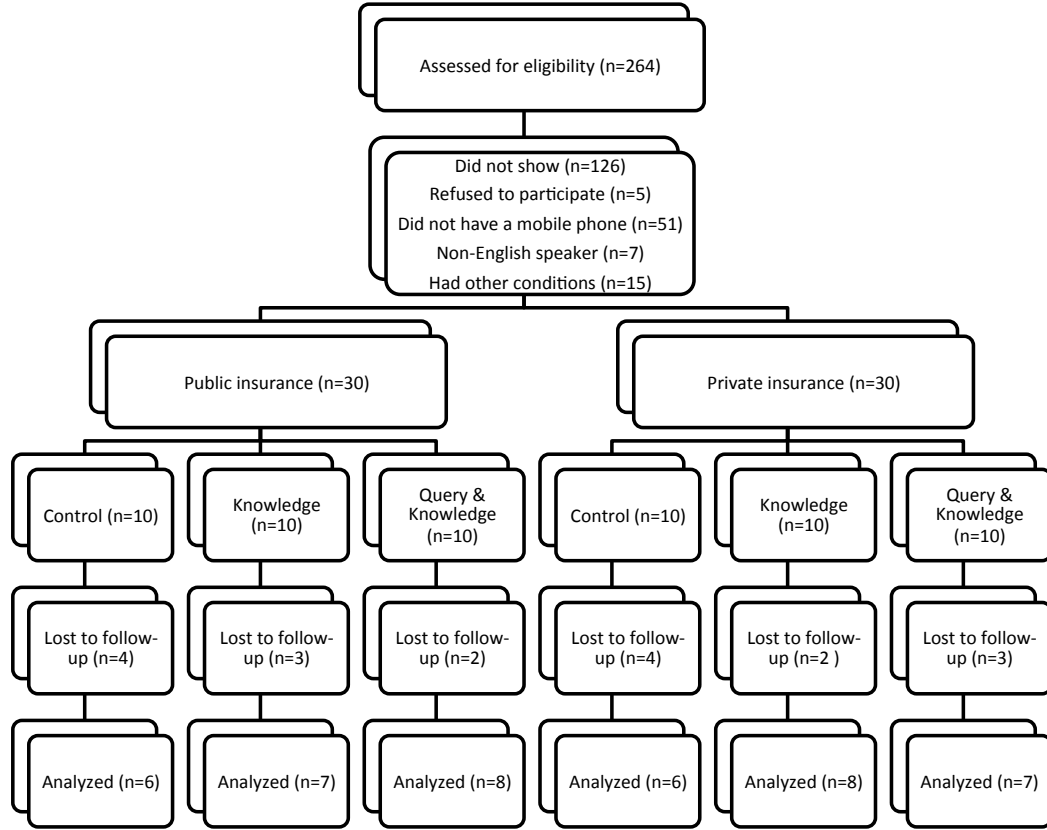 Assessed for eligibility (n=264)
Did not show (n=126)
Refused to participate (n=5)
Did not have a mobile phone (n=51)
Non-English speaker (n=7)
Had other conditions (n=15)
Public insurance (n=30)
Private insurance (n=30)
Control (n=10)
Knowledge
(n=10)
Query &
Knowledge
(n=10)
Control (n=10)
Knowledge
(n=10)
Query &
Knowledge
(n=10)
Lost to follow-
up (n=4)
Lost to follow-
up (n=3)
Lost to follow-
up (n=2)
Lost to follow-
up (n=4)
Lost to follow-
up (n=2 )
Lost to follow-
up (n=3)
Analyzed (n=6)
Analyzed (n=7)
Analyzed (n=8)
Analyzed (n=6)
Analyzed (n=8)
Analyzed (n=7)